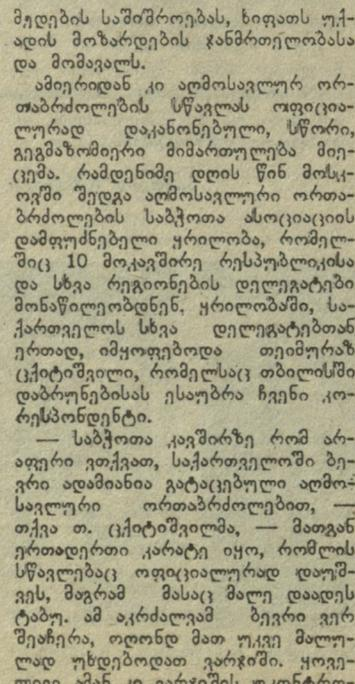 მედების საშიშროებას, ხიფათს უქ-
ადის მოზარდების ჯანმრთელობასა
და მომავალს.
ამიერიდან კი აღმოსავლურ ორ-
თაბრძოლების სწავლას ოფიცია-
ლურად დაკანონებული, სწორი,
გეგმაზომიერი მიმართულება მიე-
ცემა. რამდენიმე დღის წინ მოსკ-
ოვში შედგა აღმოსავლური ორთა-
ბრძოლების საბჭოთა ასოციაციის
დამფუძნებელი ყრილობა, რომელ-
შიც 10 მოკავშირე რესპუბლიკისა
და სხვა რეგიონების დელეგატები
მონაწილეობდნენ. ყრილობაში, სა-
ქართველოს სხვა დელეგატებთან
ერთად, იმყოფებოდა თეიმურაზ
ცქიტიშვილი, რომელსაც თბილისში
დაბრუნებისას ესაუბრა ჩვენი კო-
რესპონდენტი.
— საბჭოთა კავშირზე რომ არ-
აფერი ვთქვათ, საქართველოში ბე-
ვრი ადამიანია გატაცებული აღმო-
სავლური ორთაბრძოლებით, —
თქვა თ. ცქიტიშვილმა, — მათგან
ერთადერთი კარატე იყო, რომლის
სწავლებაც ოფიციალურად დაუშ-
ვეს, მაგრამ მასაც მალე დაადეს
ტაბუ. ამ აკრძალვამ ბევრი ვერ
შეაჩერა, ოღონდ მათ უკვე მალუ-
ლად უხდებოდათ ვარჯიში. ყოვე-